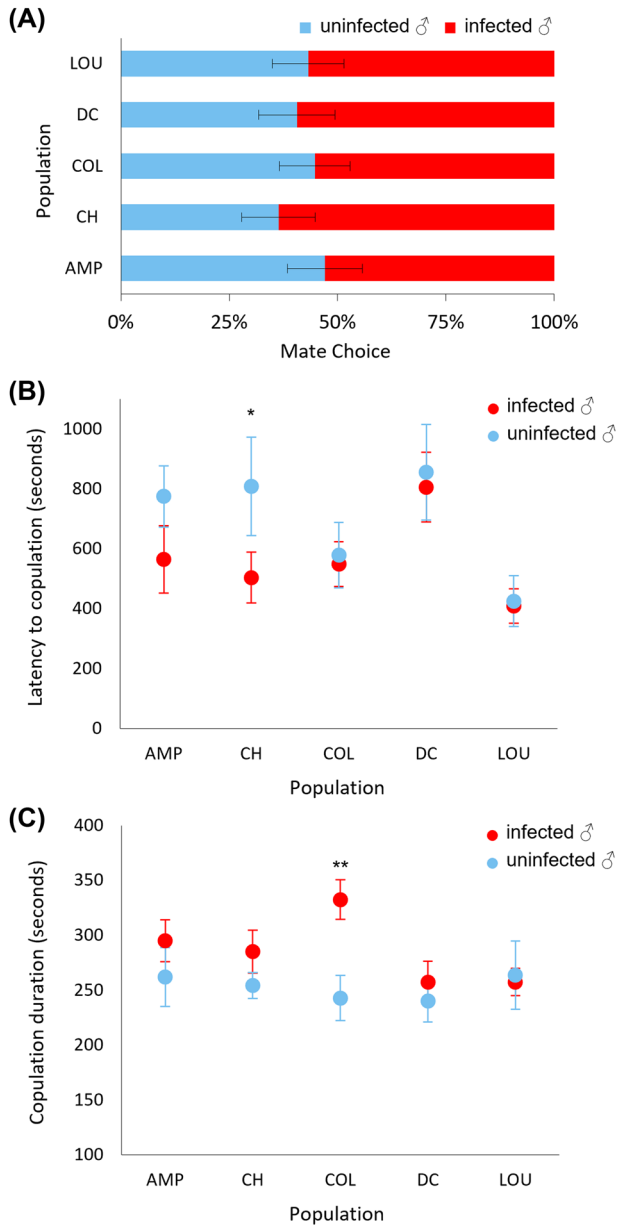 (A)
uninfected ♂ infected ♂
LOU
DC
COL
CH
AMP
Population
0% 25% 50% 75% 100%
Mate Choice
(B)
infected ♂
uninfected ♂
*
1000
800
600
400
200
0
Latency to copulation (seconds)
AMP CH COL DC LOU
Population
(C)
infected ♂
uninfected ♂
**
400
350
300
250
200
150
100
Copulation duration (seconds)
AMP CH COL DC LOU
Population